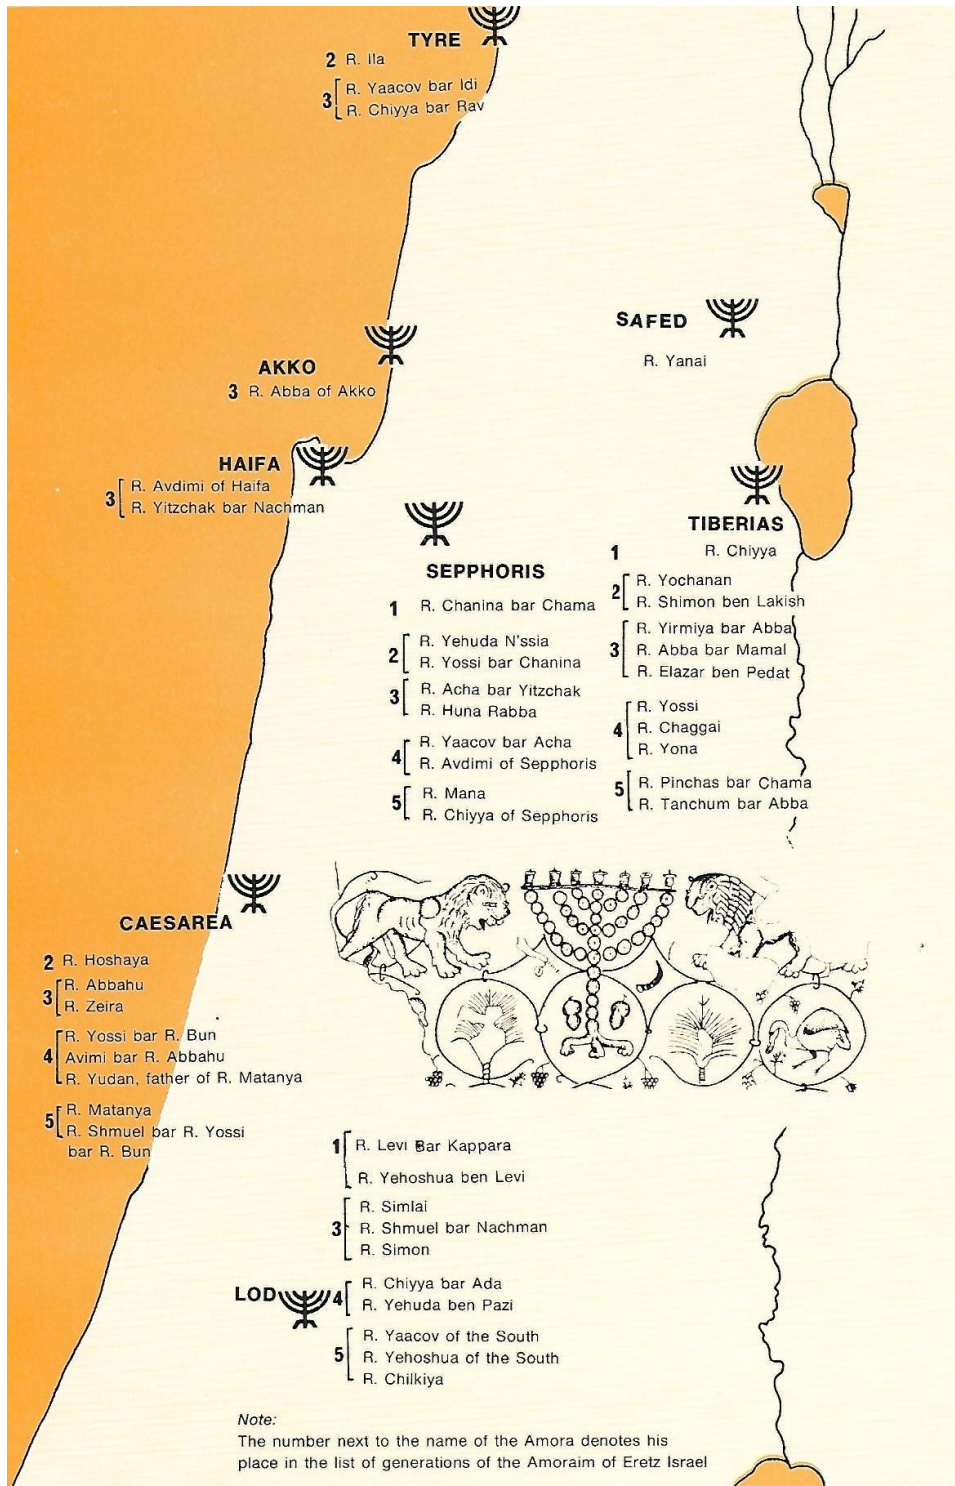 TYRE
2 R. Ila
3 R. Yaacov bar Idi
R. Chiyya bar Rav
SAFED
R. Yanai
AKKO
3 R. Abba of Akko
HAIFA
3 R. Avdimi of Haifa
R. Yitzchak bar Nachman
SEPPHORIS
1 R. Chanina bar Chama
2 R. Yehuda N'ssia
R. Yossi bar Chanina
3 R. Acha bar Yitzchak
R. Huna Rabba
4 R. Yaacov bar Acha
R. Avdimi of Sepphoris
5 R. Mana
R. Chiyya of Sepphoris
TIBERIAS
1 R. Chiyya
2 R. Yochanan
R. Shimon ben Lakish
3 R. Yirmiya bar Abba
R. Abba bar Mamal
R. Elazar ben Pedat
4 R. Yossi
R. Chaggai
R. Yona
5 R. Pinchas bar Chama
R. Tanchum bar Abba
CAESAREA
2 R. Hoshaya
3 R. Abbahu
R. Zeira
4 R. Yossi bar R. Bun
Avimi bar R. Abbahu
R. Yudan, father of R. Matanya
5 R. Matanya
R. Shmuel bar R. Yossi
bar R. Bun
LOD
1 R. Levi Bar Kappara
R. Yehoshua ben Levi
3 R. Simlai
R. Shmuel bar Nachman
R. Simon
4 R. Chiyya bar Ada
R. Yehuda ben Pazi
5 R. Yaacov of the South
R. Yehoshua of the South
R. Chilkiya
Note:
The number next to the name of the Amora denotes his
place in the list of generations of the Amoraim of Eretz Israel